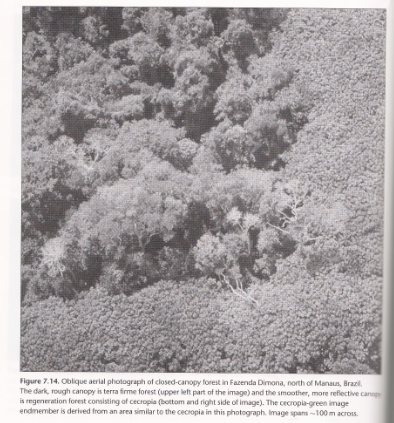 Figure 7.14. Oblique aerial photograph of closed-canopy forest in Fazenda Dimona, north of Manaus, Brazil.
The dark, rough canopy is terra firme forest (upper left part of the image) and the smoother, more reflective canopy
is regeneration forest consisting of cecropia (bottom and right side of image). The cecropia-green image
endmember is derived from an area similar to the cecropia in this photograph. Image spans ~100 m across.